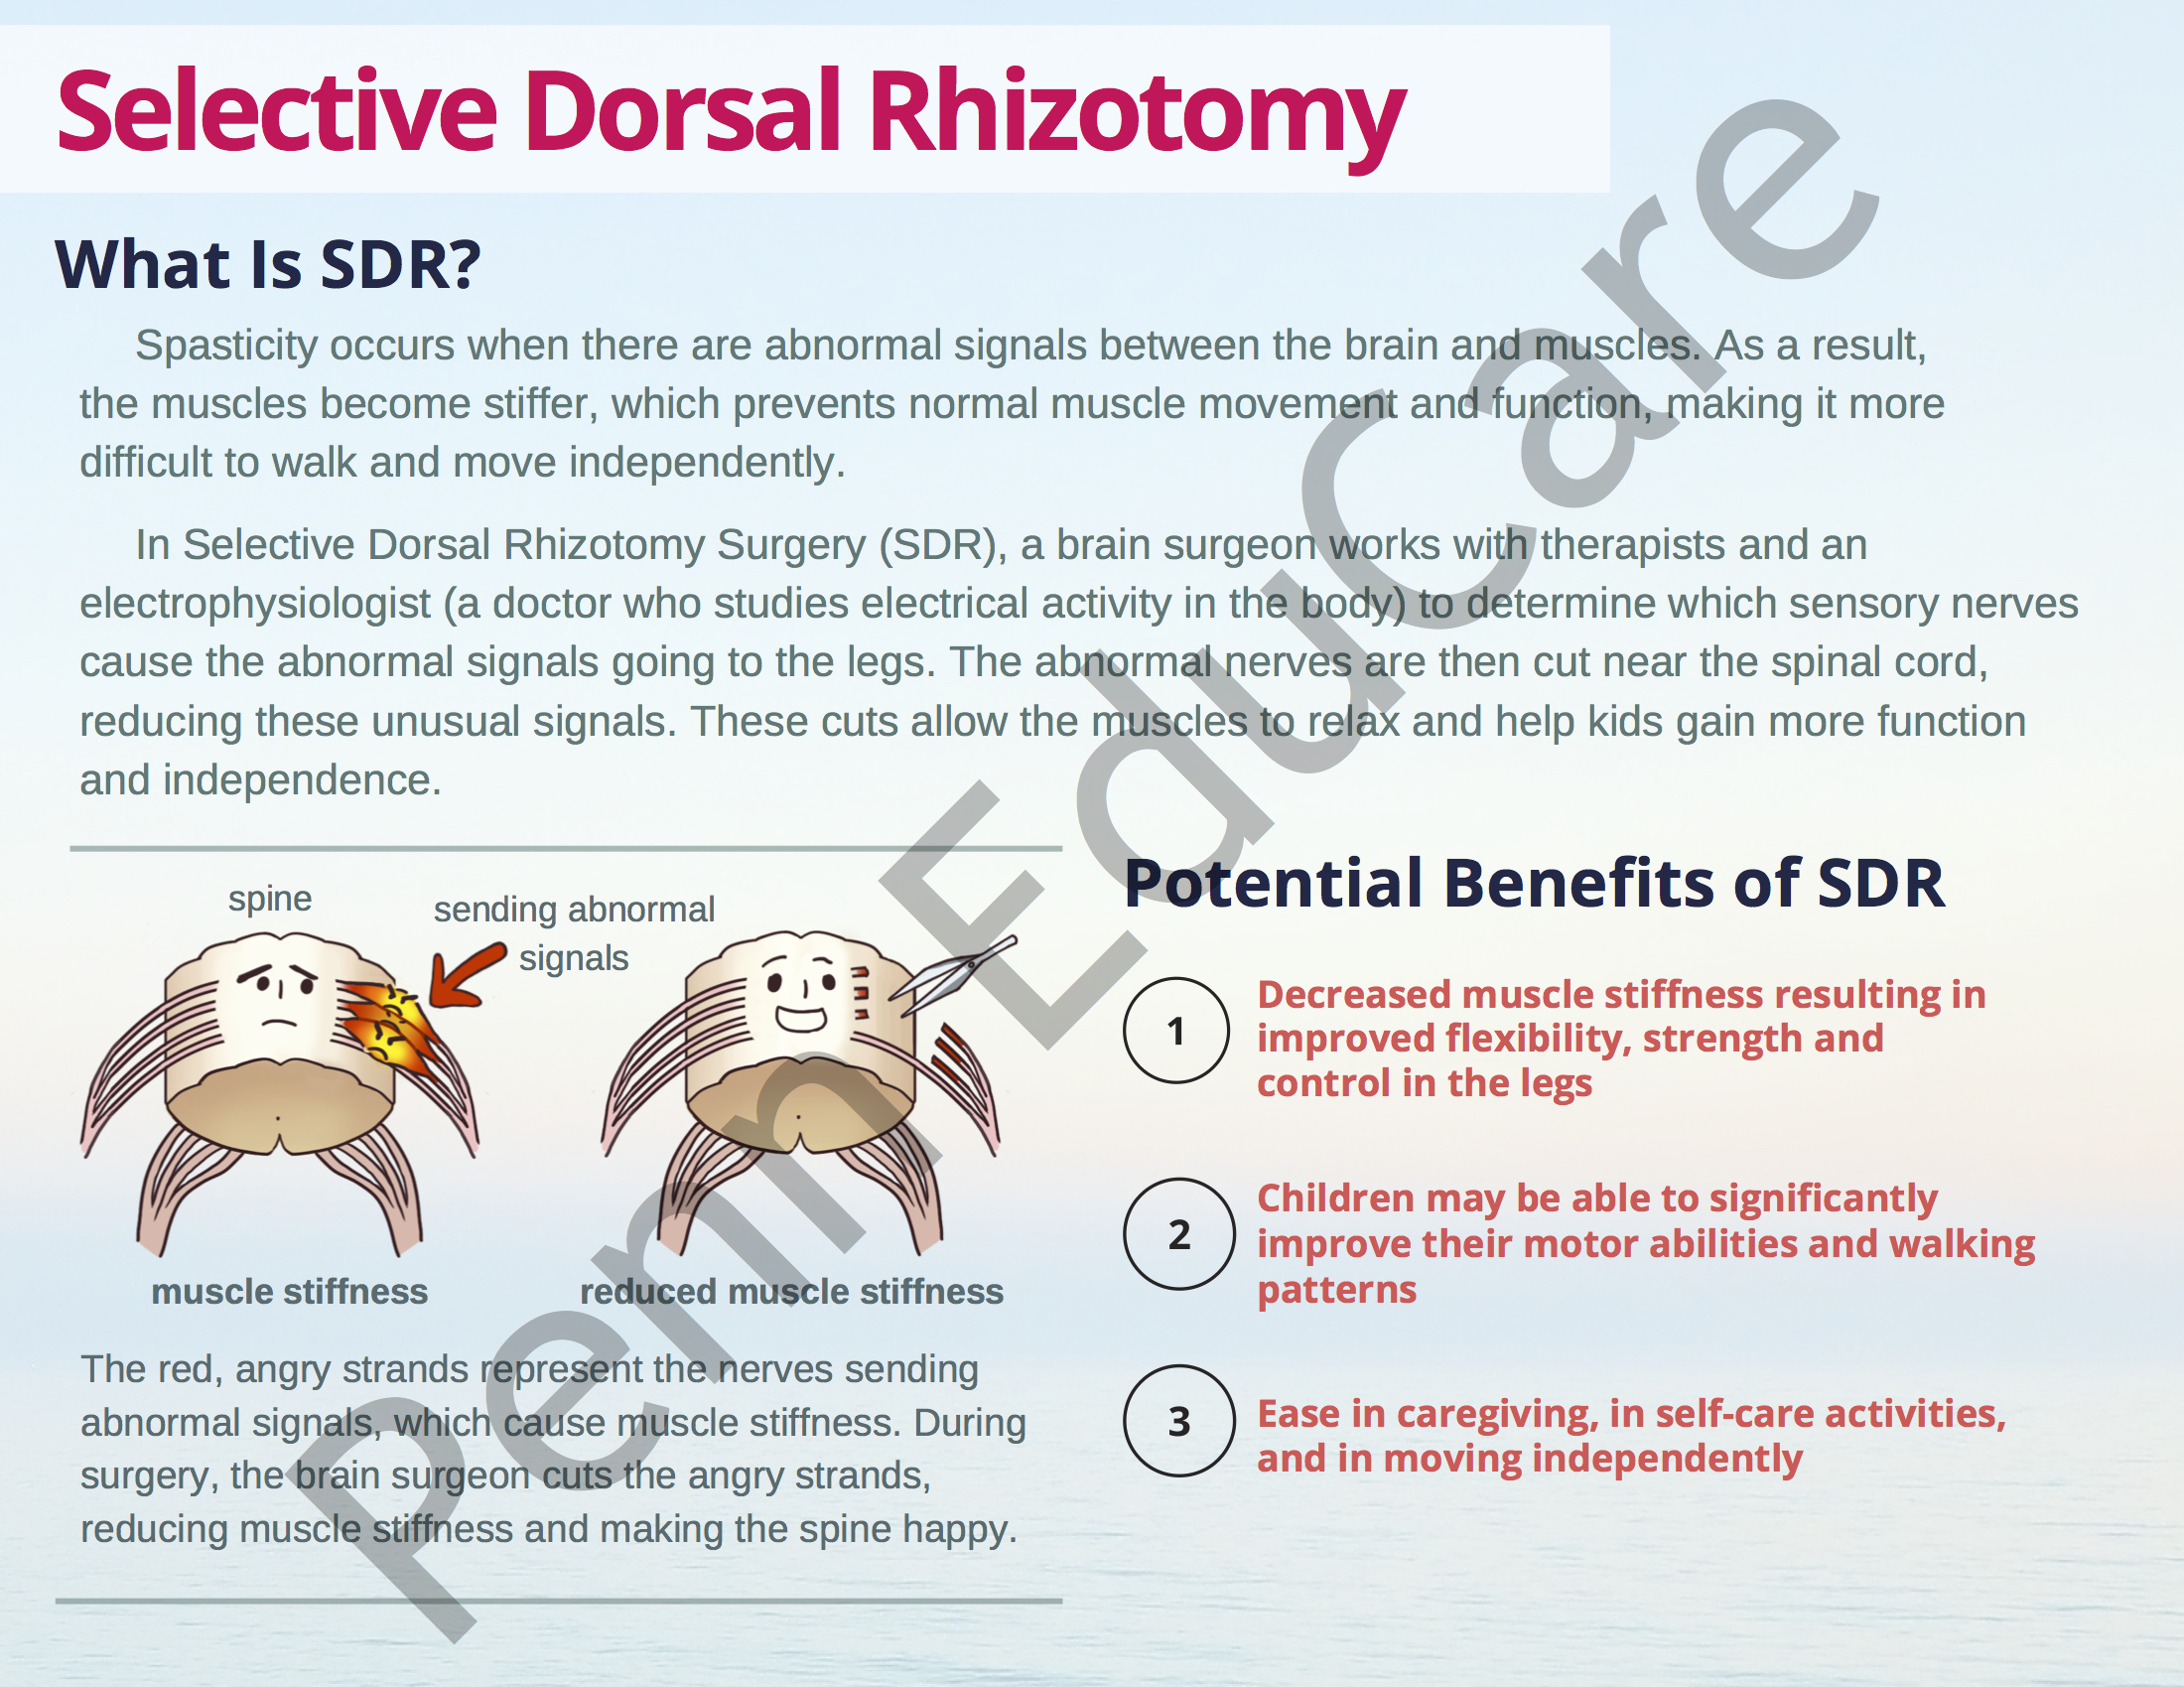 Selective Dorsal Rhizotomy
What Is SDR?
Spasticity occurs when there are abnormal signals between the brain and muscles. As a result,
the muscles become stiffer, which prevents normal muscle movement and function, making it more
difficult to walk and move independently.
In Selective Dorsal Rhizotomy Surgery (SDR), a brain surgeon works with therapists and an
electrophysiologist (a doctor who studies electrical activity in the body) to determine which sensory nerves
cause the abnormal signals going to the legs. The abnormal nerves are then cut near the spinal cord,
reducing these unusual signals. These cuts allow the muscles to relax and help kids gain more function
and independence.
spine
sending abnormal
signals
muscle stiffness
reduced muscle stiffness
The red, angry strands represent the nerves sending
abnormal signals, which cause muscle stiffness. During
surgery, the brain surgeon cuts the angry strands,
reducing muscle stiffness and making the spine happy.
Potential Benefits of SDR
1
Decreased muscle stiffness resulting in
improved flexibility, strength and
control in the legs
2
Children may be able to significantly
improve their motor abilities and walking
patterns
3
Ease in caregiving, in self-care activities,
and in moving independently
Penn EduCare